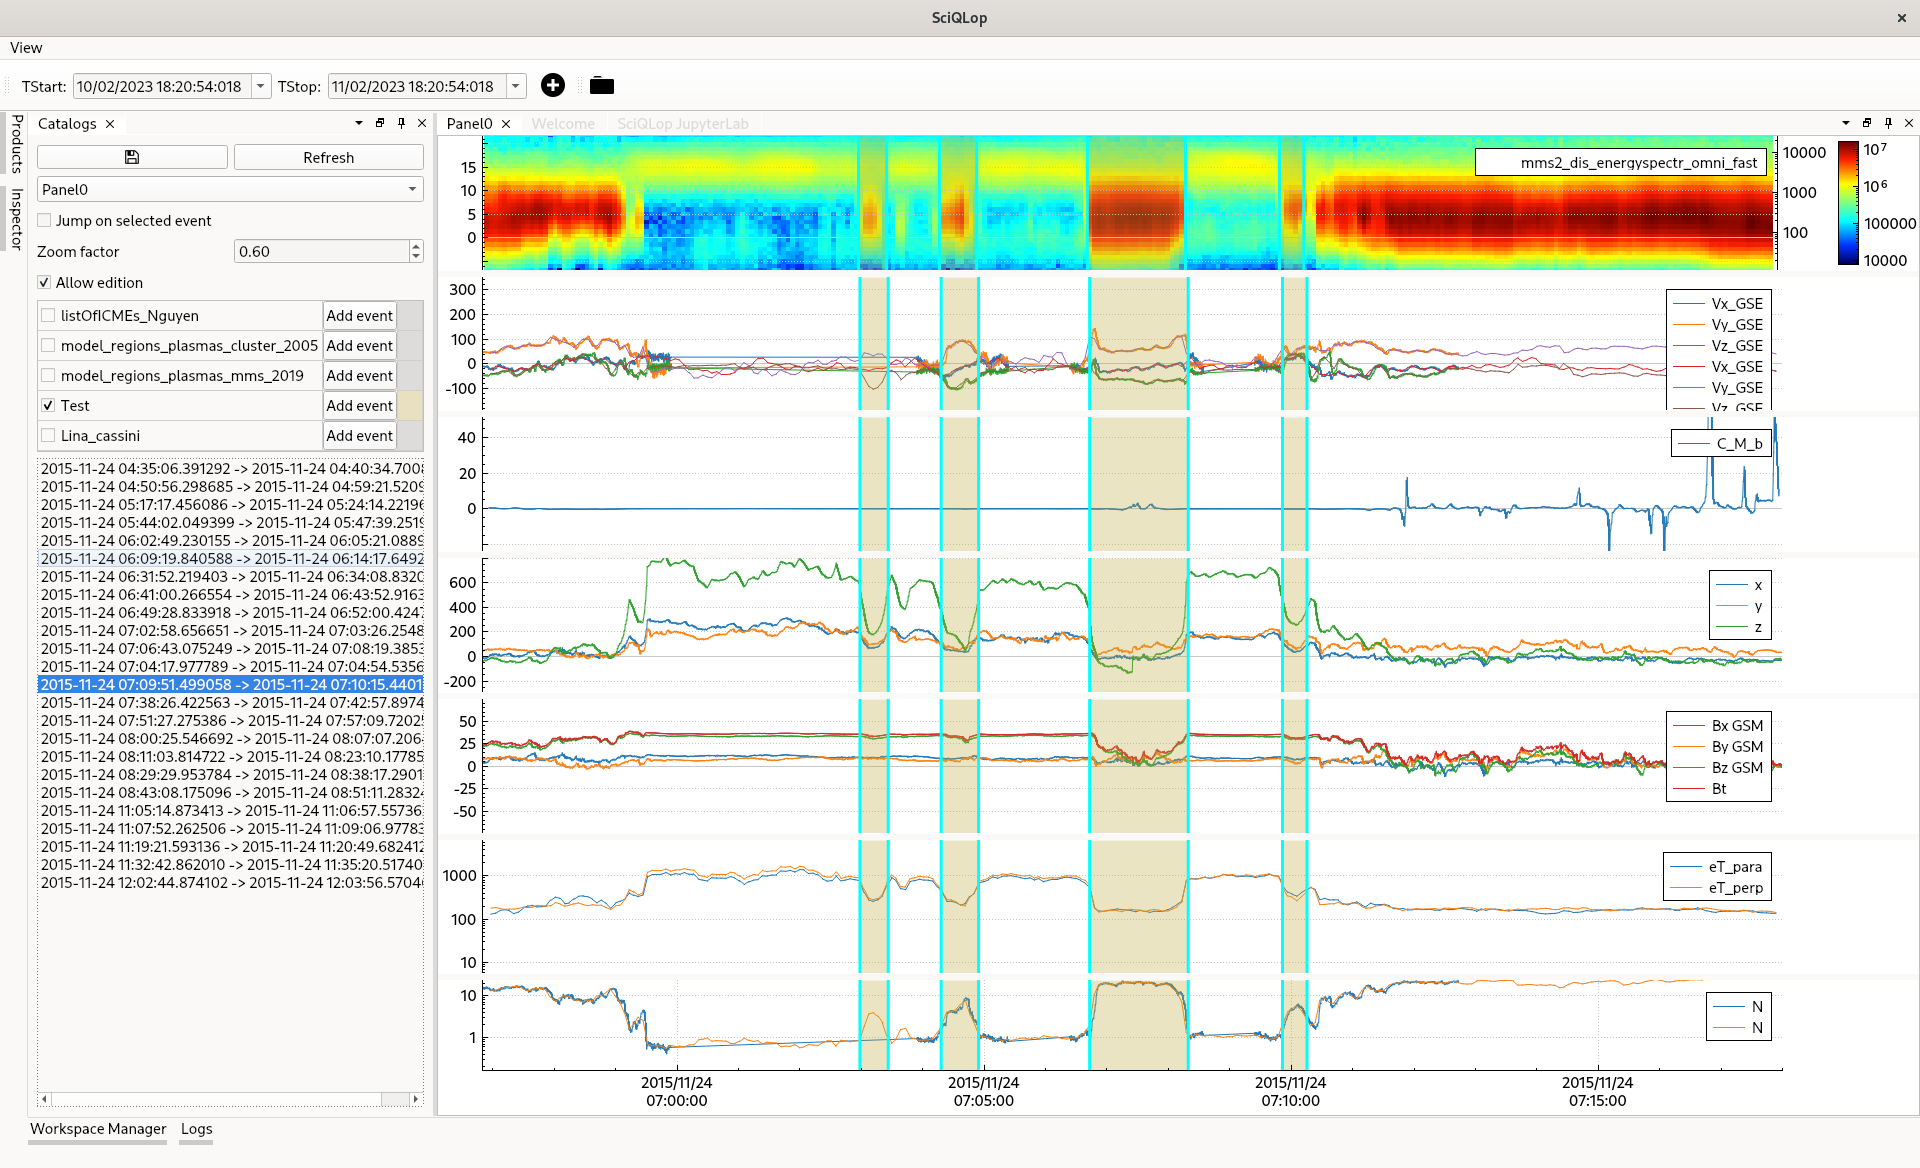 SciQLop
View
TStart: 10/02/2023 18:20:54:018 TStop: 11/02/2023 18:20:54:018
Products
Inspector
Catalogs
Refresh
Panel0
Jump on selected event
Zoom factor 0.60
Allow edition
listOfICMEs_Nguyen Add event
model_regions_plasmas_cluster_2005 Add event
model_regions_plasmas_mms_2019 Add event
Test Add event
Lina_cassini Add event
2015-11-24 04:35:06.391292 -> 2015-11-24 04:40:34.700
2015-11-24 04:50:56.298685 -> 2015-11-24 04:59:21.5209
2015-11-24 05:17:17.456086 -> 2015-11-24 05:24:14.22196
2015-11-24 05:44:02.049399 -> 2015-11-24 05:47:39.2519
2015-11-24 06:02:49.230155 -> 2015-11-24 06:05:21.0889
2015-11-24 06:09:19.840588 -> 2015-11-24 06:14:17.6492
2015-11-24 06:31:52.219403 -> 2015-11-24 06:34:08.8320
2015-11-24 06:41:00.266554 -> 2015-11-24 06:43:52.9163
2015-11-24 06:49:28.833918 -> 2015-11-24 06:52:00.424
2015-11-24 07:02:58.656651 -> 2015-11-24 07:03:26.2548
2015-11-24 07:06:43.075249 -> 2015-11-24 07:08:19.3853
2015-11-24 07:04:17.977789 -> 2015-11-24 07:04:54.5356
2015-11-24 07:09:51.499058 -> 2015-11-24 07:10:15.4401
2015-11-24 07:38:26.422563 -> 2015-11-24 07:42:57.8974
2015-11-24 07:51:27.275386 -> 2015-11-24 07:57:09.7202
2015-11-24 08:00:25.546692 -> 2015-11-24 08:07:07.206
2015-11-24 08:11:03.814722 -> 2015-11-24 08:23:10.17785
2015-11-24 08:29:29.953784 -> 2015-11-24 08:38:17.2901
2015-11-24 08:43:08.175096 -> 2015-11-24 08:51:11.28324
2015-11-24 11:05:14.873413 -> 2015-11-24 11:06:57.55736
2015-11-24 11:07:52.262506 -> 2015-11-24 11:09:06.97783
2015-11-24 11:19:21.593136 -> 2015-11-24 11:20:49.682412
2015-11-24 11:32:42.862010 -> 2015-11-24 11:35:20.51740
2015-11-24 12:02:44.874102 -> 2015-11-24 12:03:56.5704
Workspace Manager Logs
Panel0 Welcome SciQLop JupyterLab
15
10
5
0
mms2_dis_energyspectr_omni_fast
10000
1000
100
10⁷
10⁶
100000
10000
300
200
100
0
-100
Vx_GSE
Vy_GSE
Vz_GSE
Vx_GSE
Vy_GSE
Vz_GSE
40
20
0
C_M_b
600
400
200
0
-200
x
y
z
50
25
0
-25
-50
Bx GSM
By GSM
Bz GSM
Bt
1000
100
10
eT_para
eT_perp
10
1
N
N
2015/11/24 2015/11/24 2015/11/24 2015/11/24
07:00:00 07:05:00 07:10:00 07:15:00